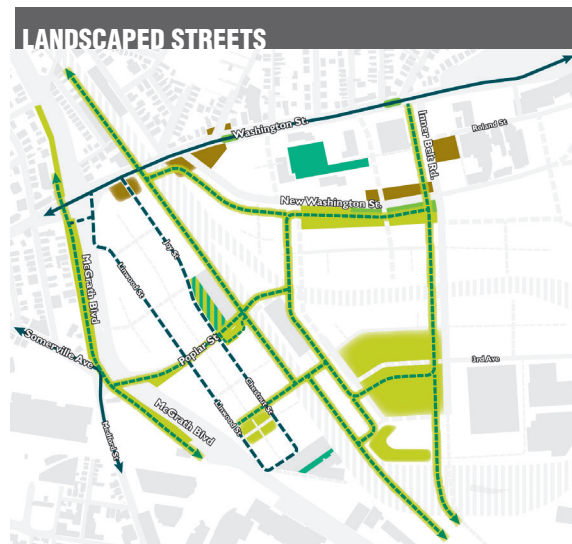 LANDSCAPED STREETS
Washington St.
Roland St
Inner Belt Rd.
New Washington St.
Joy St
Linwood St
McGrath Blvd
Poplar St
Somerville Ave
3rd Ave
Chestnut St
Linwood St
McGrath Blvd
Medford St